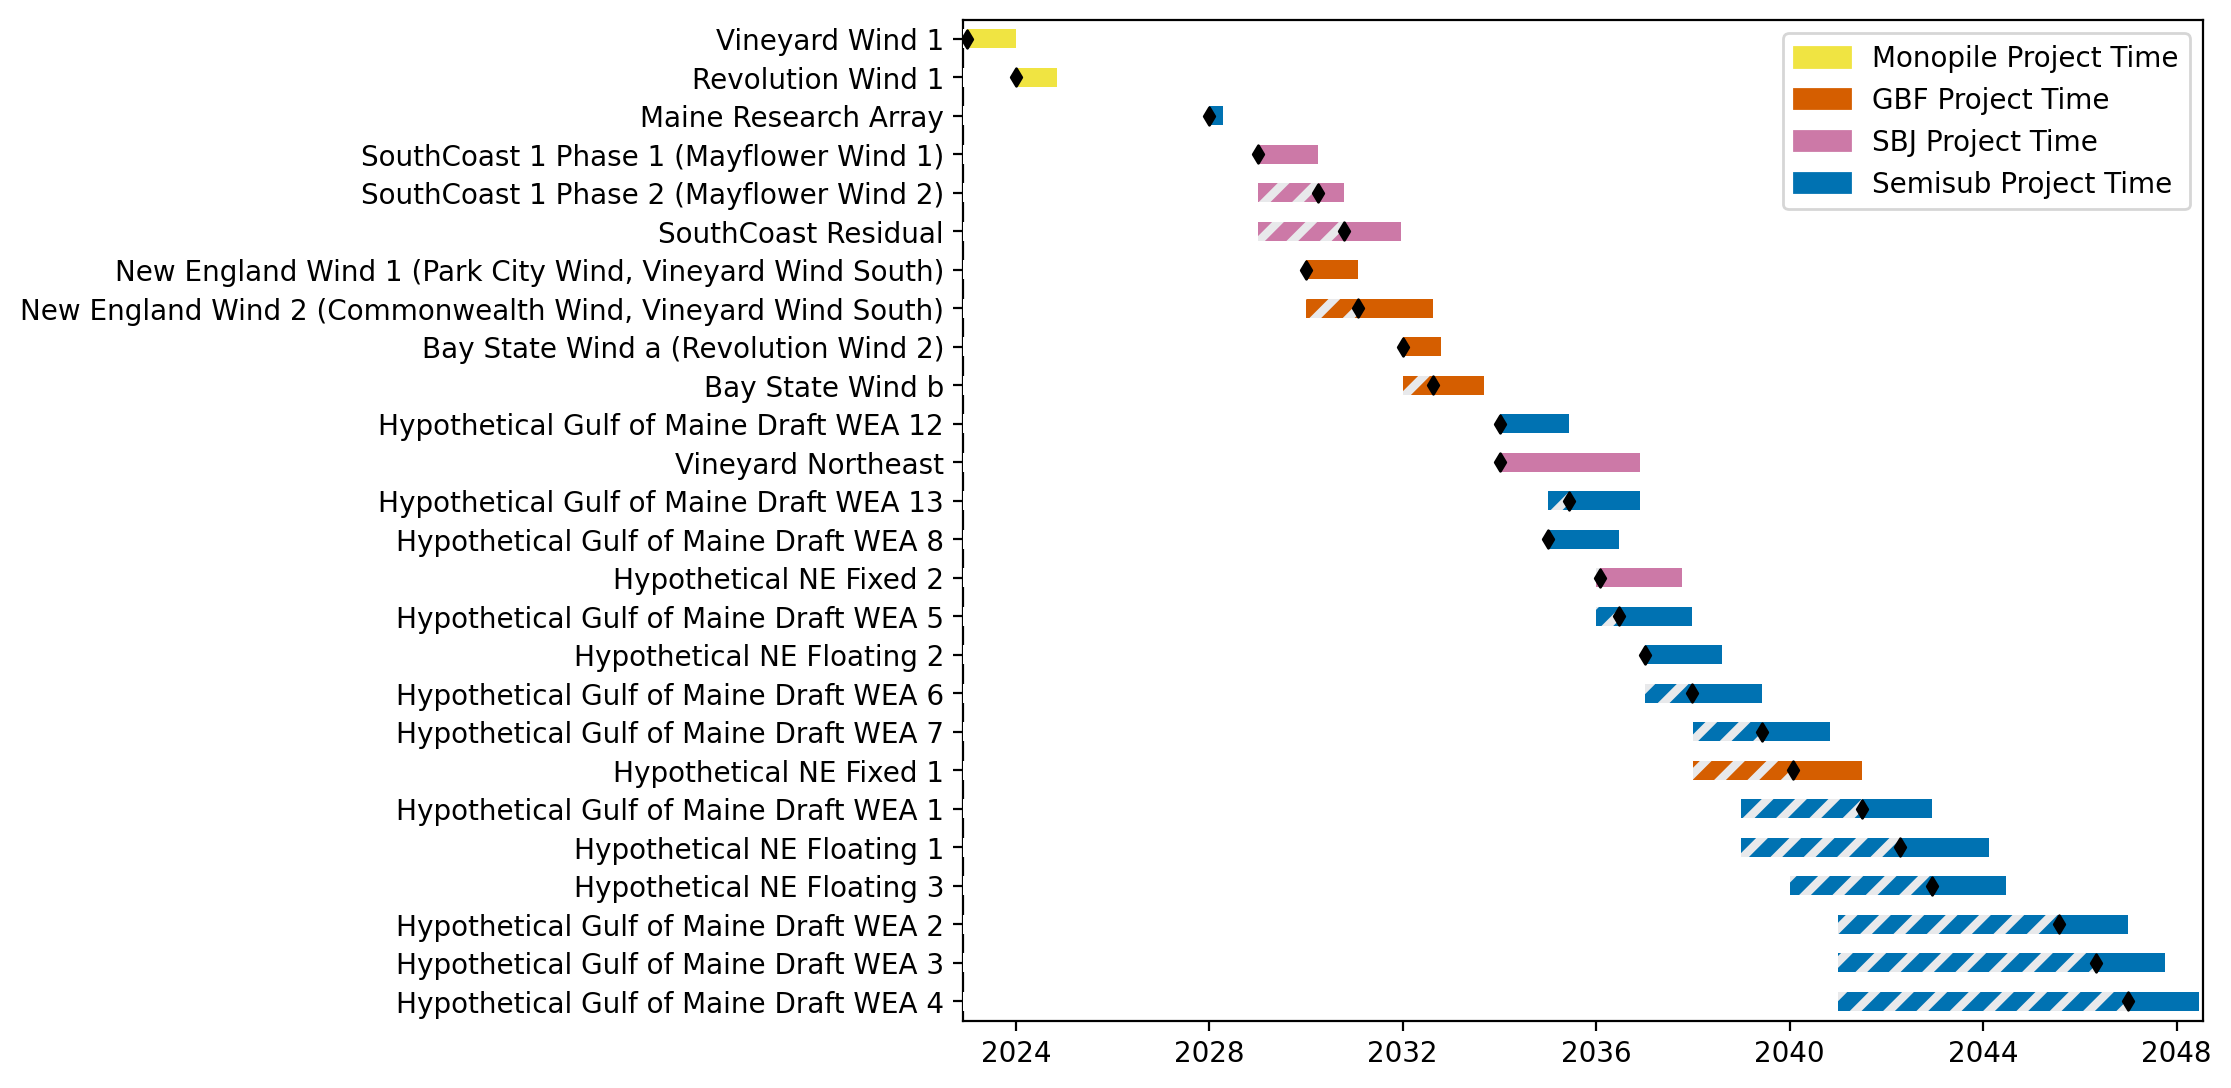 Vineyard Wind 1
Revolution Wind 1
Maine Research Array
SouthCoast 1 Phase 1 (Mayflower Wind 1)
SouthCoast 1 Phase 2 (Mayflower Wind 2)
SouthCoast Residual
New England Wind 1 (Park City Wind, Vineyard Wind South)
New England Wind 2 (Commonwealth Wind, Vineyard Wind South)
Bay State Wind a (Revolution Wind 2)
Bay State Wind b
Hypothetical Gulf of Maine Draft WEA 12
Vineyard Northeast
Hypothetical Gulf of Maine Draft WEA 13
Hypothetical Gulf of Maine Draft WEA 8
Hypothetical NE Fixed 2
Hypothetical Gulf of Maine Draft WEA 5
Hypothetical NE Floating 2
Hypothetical Gulf of Maine Draft WEA 6
Hypothetical Gulf of Maine Draft WEA 7
Hypothetical NE Fixed 1
Hypothetical Gulf of Maine Draft WEA 1
Hypothetical NE Floating 1
Hypothetical NE Floating 3
Hypothetical Gulf of Maine Draft WEA 2
Hypothetical Gulf of Maine Draft WEA 3
Hypothetical Gulf of Maine Draft WEA 4
Monopile Project Time
GBF Project Time
SBJ Project Time
Semisub Project Time
2024 2028 2032 2036 2040 2044 2048